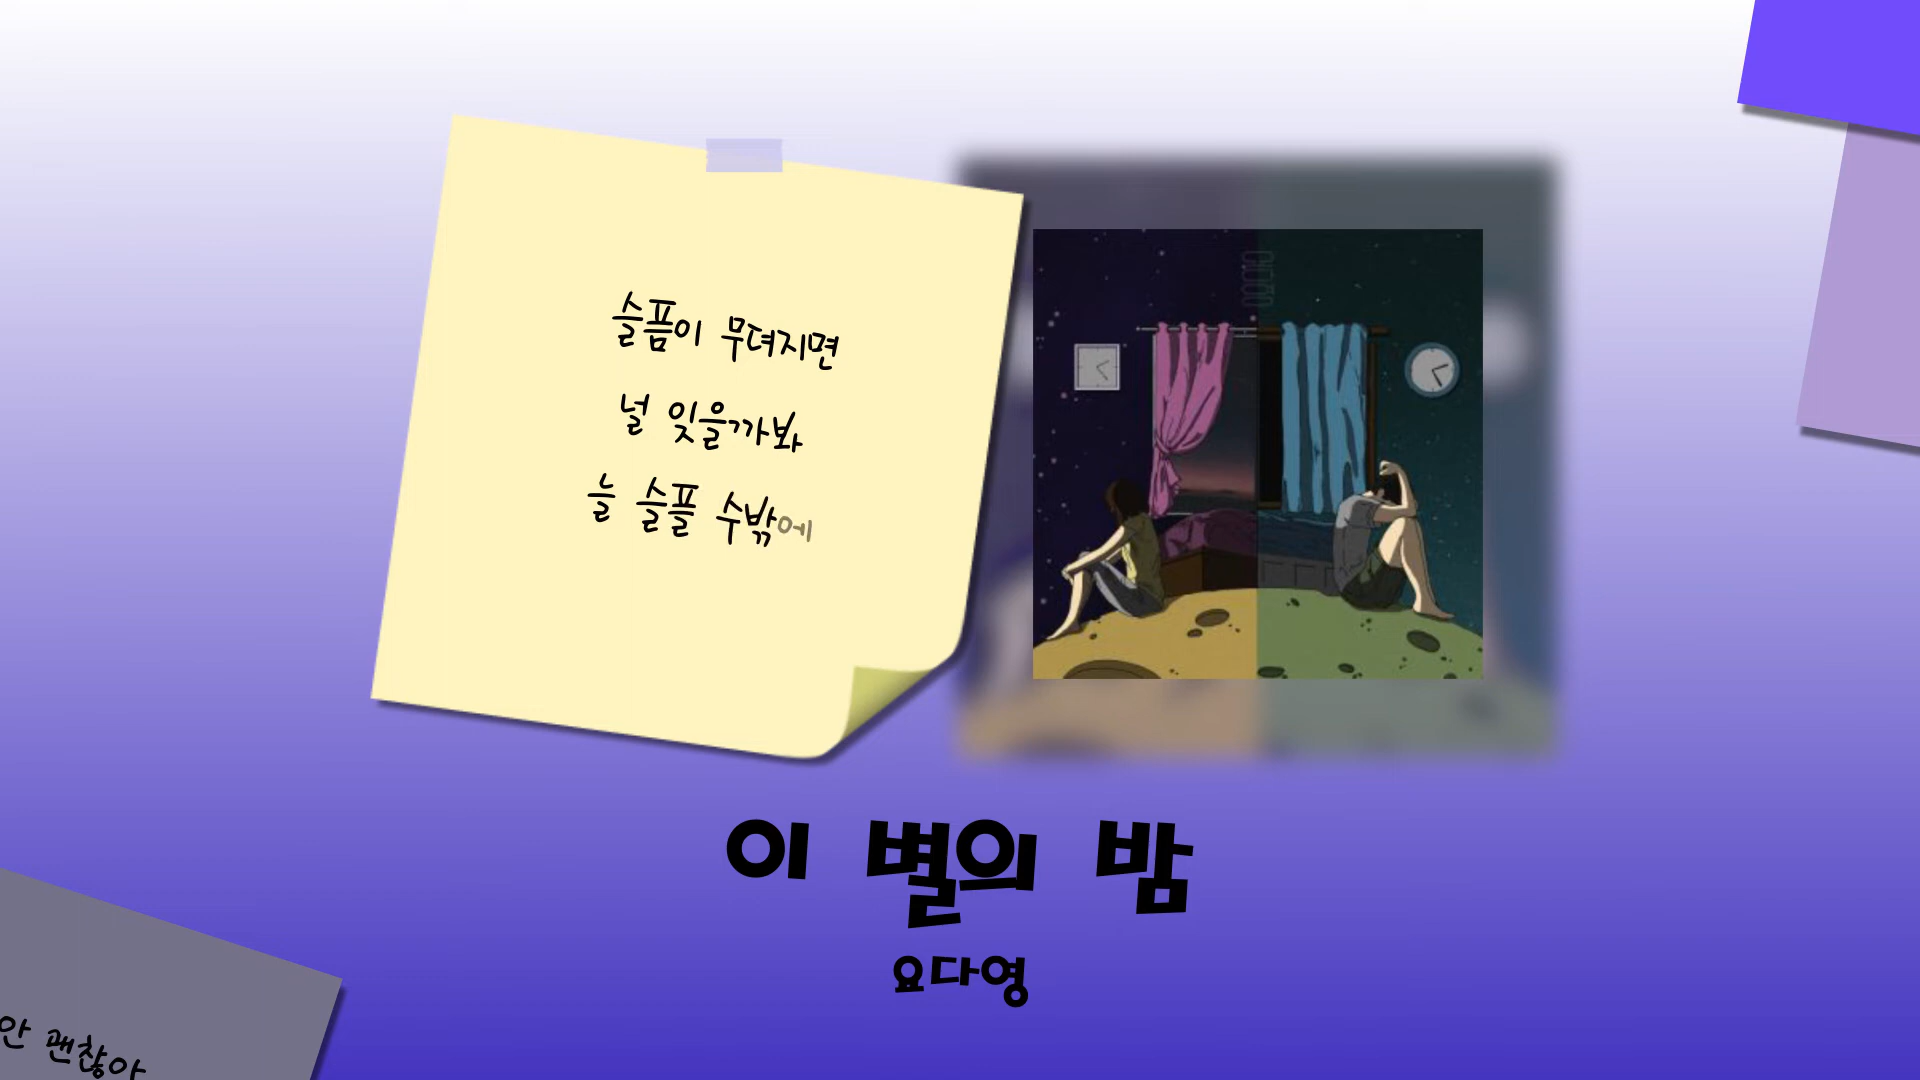 슬픔이 무뎌지면
널 잊을까봐
늘 슬플 수밖에
이 별의 밤
요다영
안 괜찮아